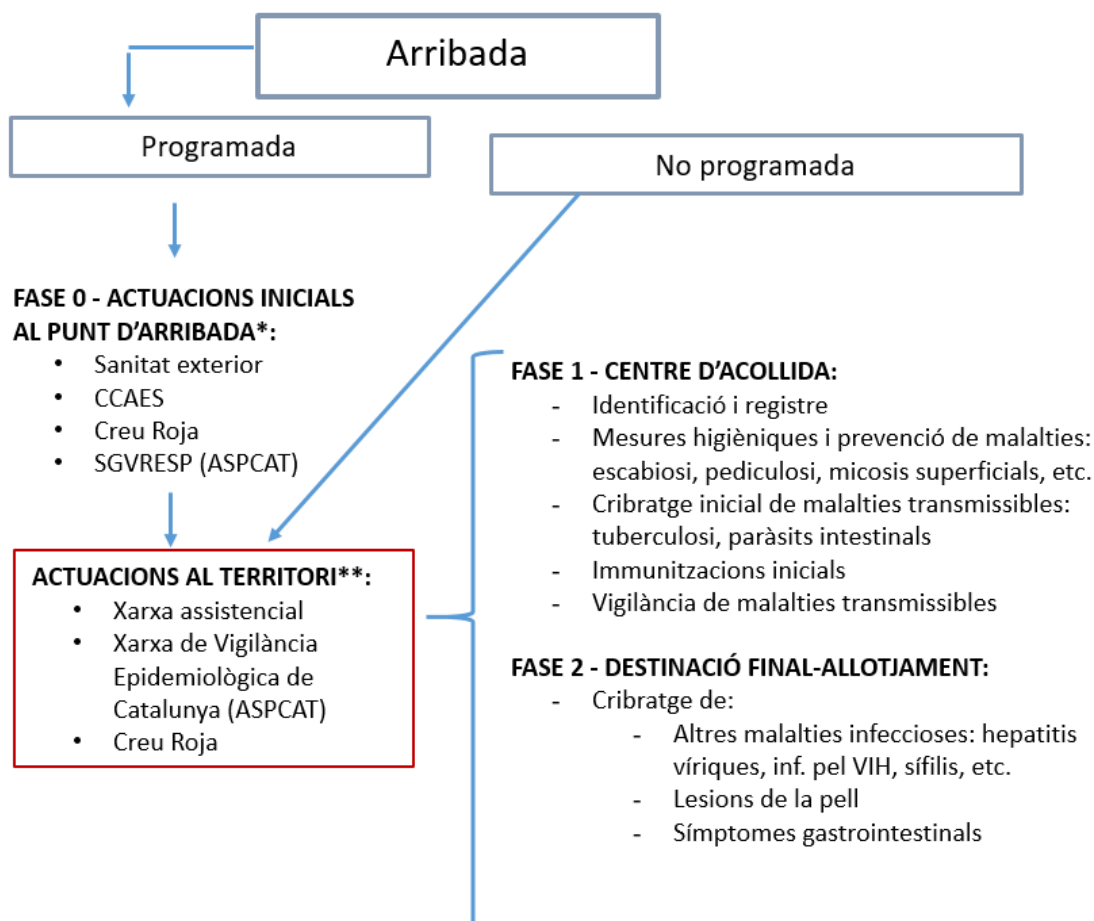 Arribada
Programada
No programada
FASE 0 - ACTUACIONS INICIALS
AL PUNT D’ARRIBADA*:
• Sanitat exterior
• CCAES
• Creu Roja
• SGVRESP (ASPCAT)
ACTUACIONS AL TERRITORI**:
• Xarxa assistencial
• Xarxa de Vigilància
Epidemiològica de
Catalunya (ASPCAT)
• Creu Roja
FASE 1 - CENTRE D’ACOLLIDA:
- Identificació i registre
- Mesures higièniques i prevenció de malalties:
escabiosi, pediculosi, micosis superficials, etc.
- Cribratge inicial de malalties transmissibles:
tuberculosi, paràsits intestinals
- Immunitzacions inicials
- Vigilància de malalties transmissibles
FASE 2 - DESTINACIÓ FINAL-ALLOTJAMENT:
- Cribratge de:
- Altres malalties infeccioses: hepatitis
víriques, inf. pel VIH, sífilis, etc.
- Lesions de la pell
- Símptomes gastrointestinals